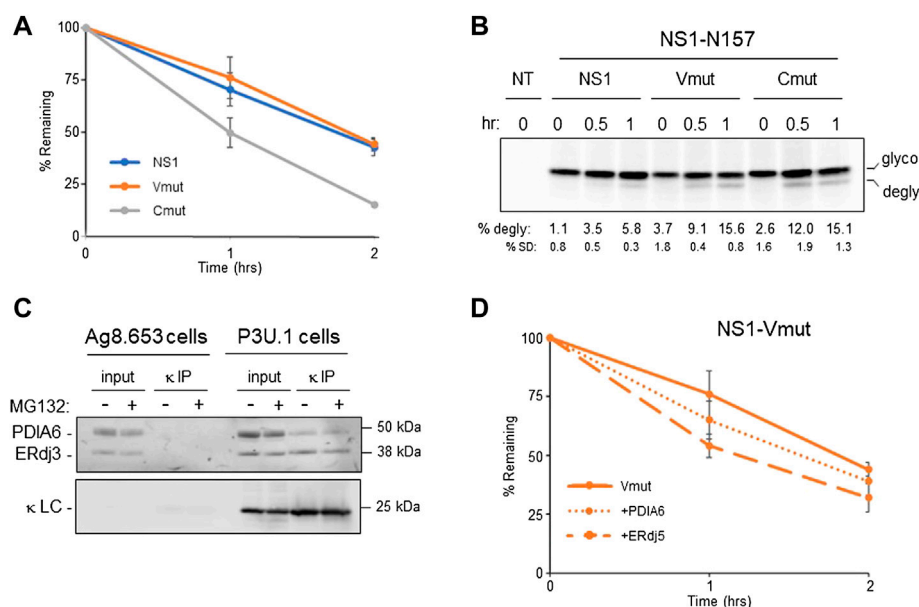 A
% Remaining
100
75
50
25
0
0 1 2
Time (hrs)
NS1
Vmut
Cmut
B
NS1-N157
NT NS1 Vmut Cmut
hr: 0 0 0.5 1 0 0.5 1 0 0.5 1
glyco
degly
% degly: 1.1 3.5 5.8 3.7 9.1 15.6 2.6 12.0 15.1
% SD: 0.8 0.5 0.3 1.8 0.4 0.8 1.6 1.9 1.3
C
Ag8.653 cells P3U.1 cells
input κ IP input κ IP
MG132: - + - + - + - +
PDIA6 - - 50 kDa
ERdj3 - - 38 kDa
κ LC - - 25 kDa
D
NS1-Vmut
% Remaining
100
75
50
25
0
0 1 2
Time (hrs)
Vmut
+PDIA6
+ERdj5